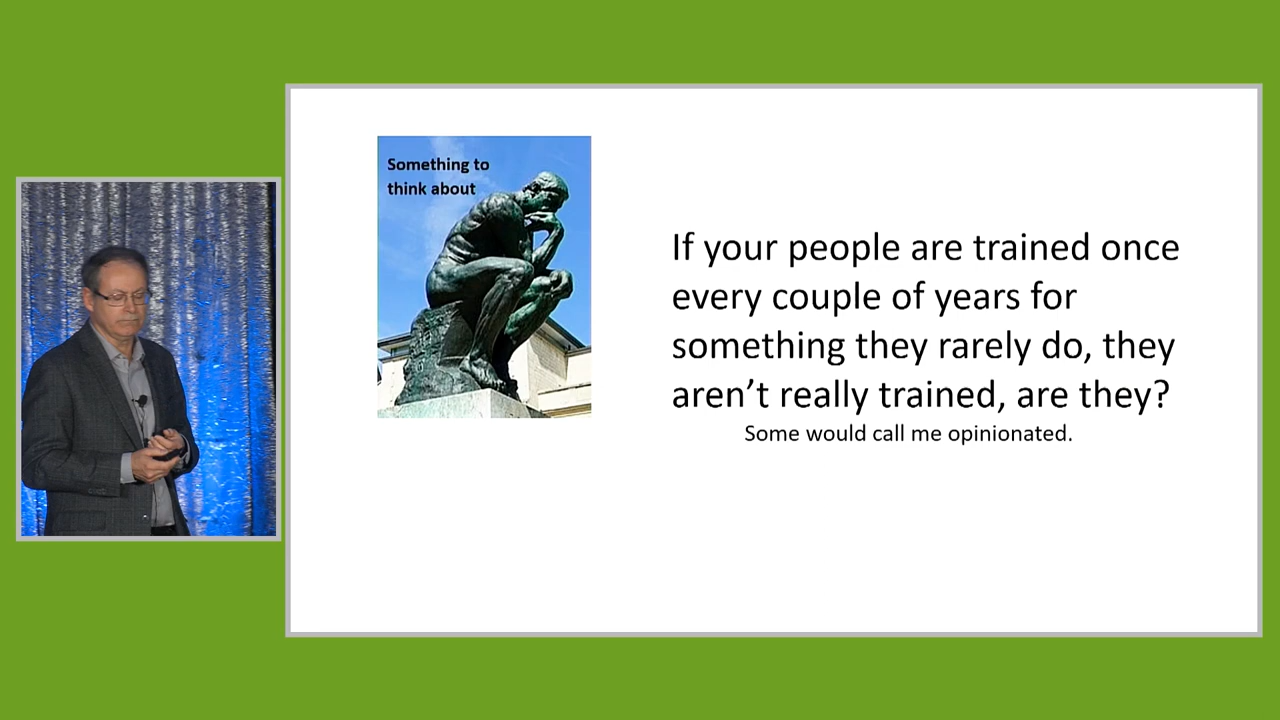 Something to
think about
If your people are trained once
every couple of years for
something they rarely do, they
aren’t really trained, are they?
Some would call me opinionated.